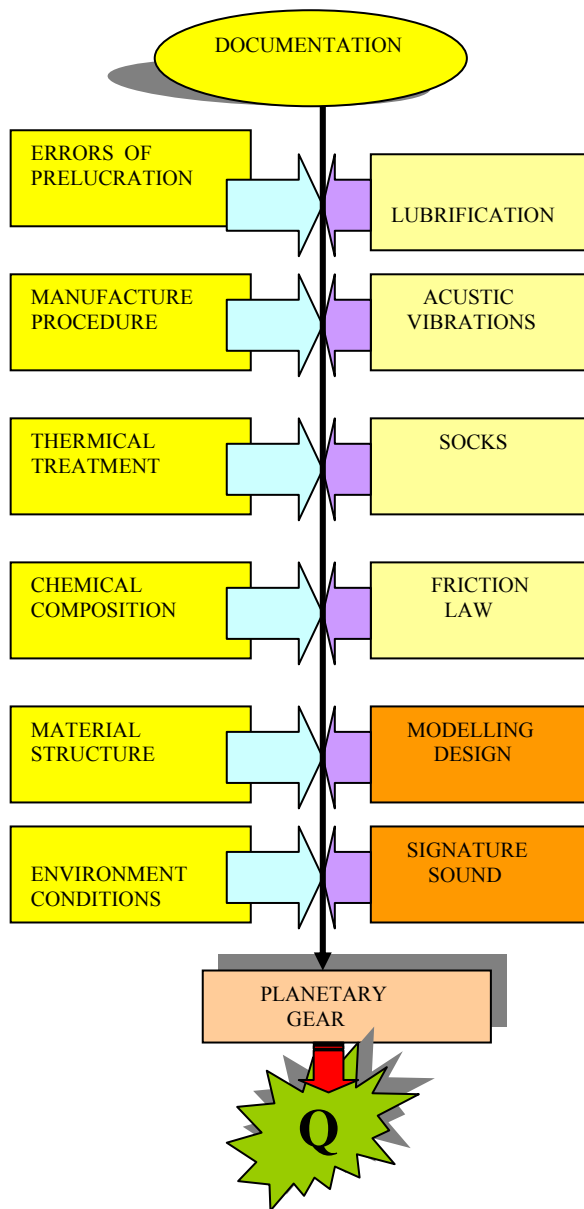 DOCUMENTATION
ERRORS OF
PRELUCRATION
LUBRIFICATION
MANUFACTURE
PROCEDURE
ACUSTIC
VIBRATIONS
THERMICAL
TREATMENT
SOCKS
CHEMICAL
COMPOSITION
FRICTION
LAW
MATERIAL
STRUCTURE
MODELLING
DESIGN
ENVIRONMENT
CONDITIONS
SIGNATURE
SOUND
PLANETARY
GEAR
Q